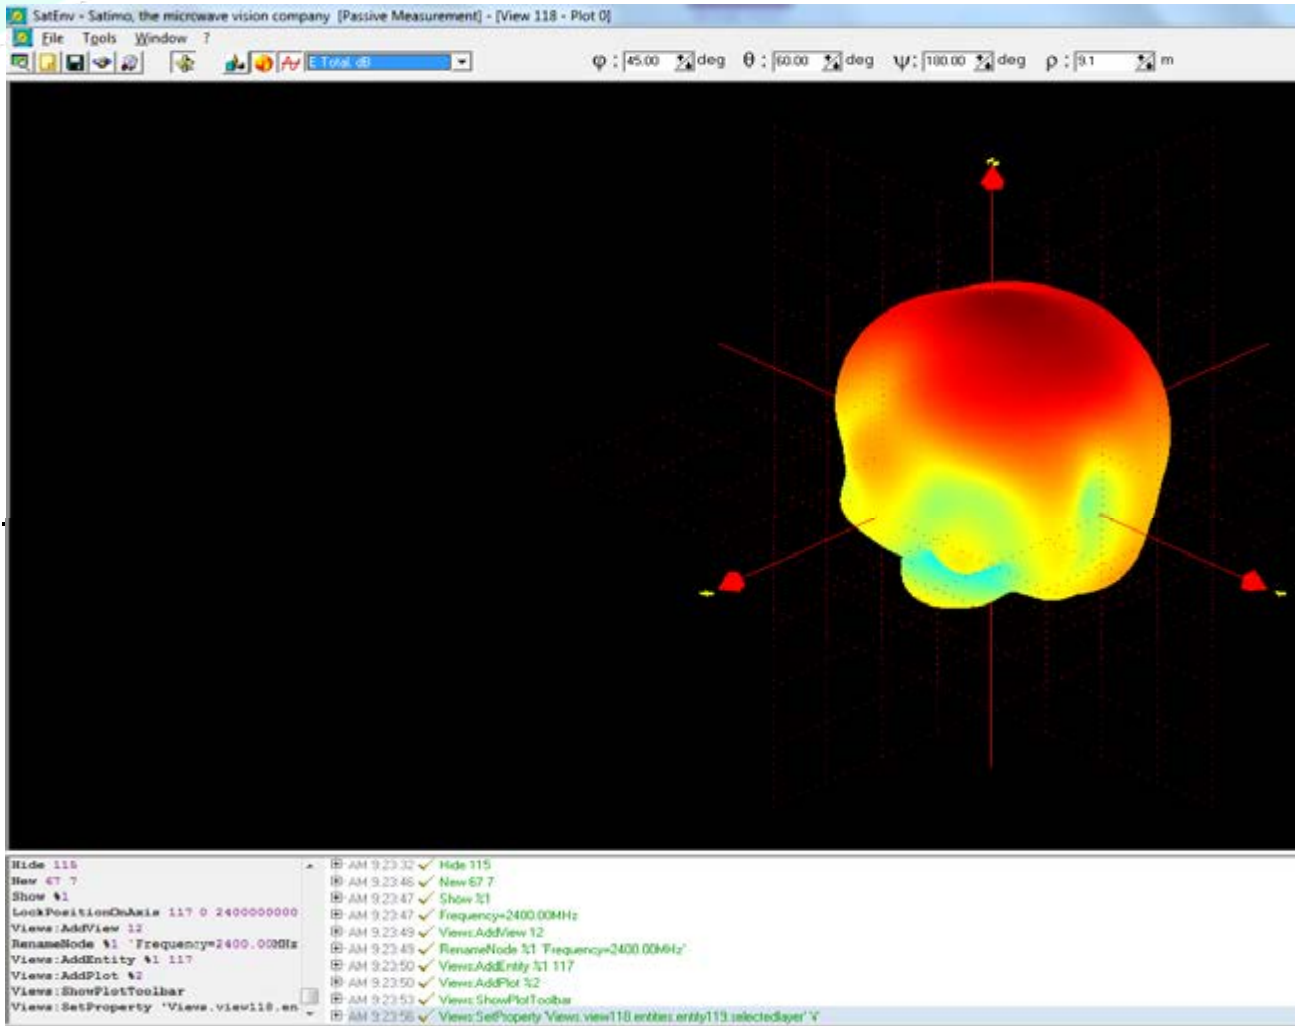 SatEnv - Satimo, the microwave vision company [Passive Measurement] - [View 118 - Plot 0]
File Tools Window ?
E Total. dB φ : 45.00 deg θ : 60.00 deg ψ: 180.00 deg ρ : 9.1 m
Hide 115
New 67 7
Show %1
LockPositionOnAxis 117 0 2400000000
Views:AddView 12
RenameNode %1 'Frequency=2400.00MHz
Views:AddEntity %1 117
Views:AddPlot %2
Views:ShowPlotToolbar
Views:SetProperty 'Views.view118.en
AM 9:23:32 Hide 115
AM 9:23:46 New 67 7
AM 9:23:47 Show %1
AM 9:23:47 Frequency=2400.00MHz
AM 9:23:49 Views:AddView 12
AM 9:23:49 RenameNode %1 'Frequency=2400.00MHz'
AM 9:23:50 Views:AddEntity %1 117
AM 9:23:50 Views:AddPlot %2
AM 9:23:53 Views:ShowPlotToolbar
AM 9:23:56 Views:SetProperty 'Views.view118.entities.entity119.selectedlayer'